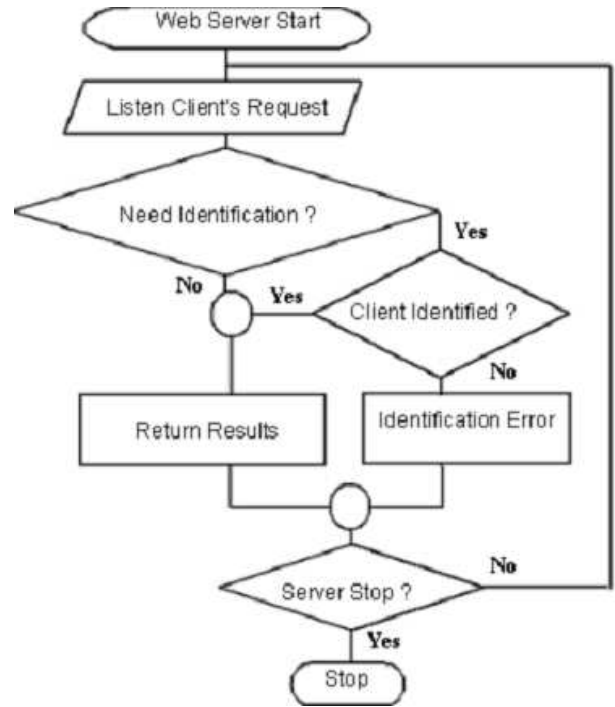 Web Server Start
Listen Client's Request
Need Identification ?
Yes
No
Yes
Client Identified ?
No
Return Results
Identification Error
No
Server Stop ?
Yes
Stop